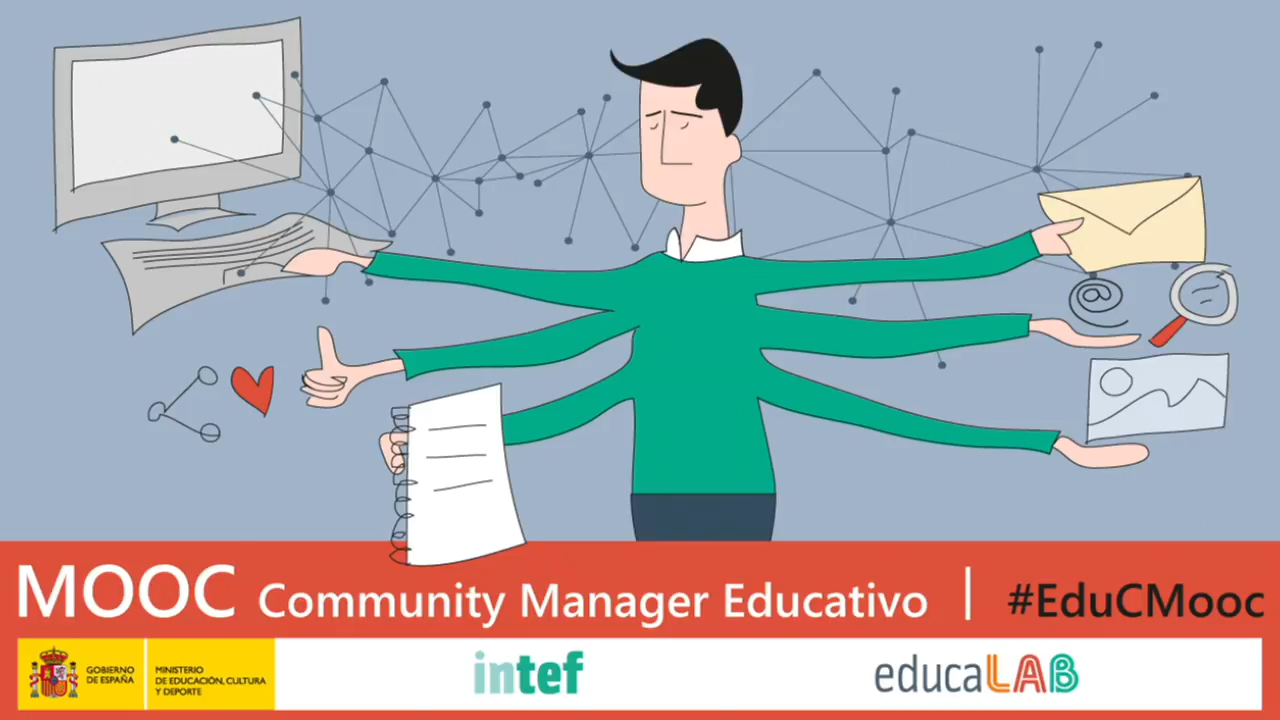 @
MOOC Community Manager Educativo | #EduCMooc
GOBIERNO
DE ESPAÑA
MINISTERIO
DE EDUCACIÓN, CULTURA
Y DEPORTE
intef
educaLAB